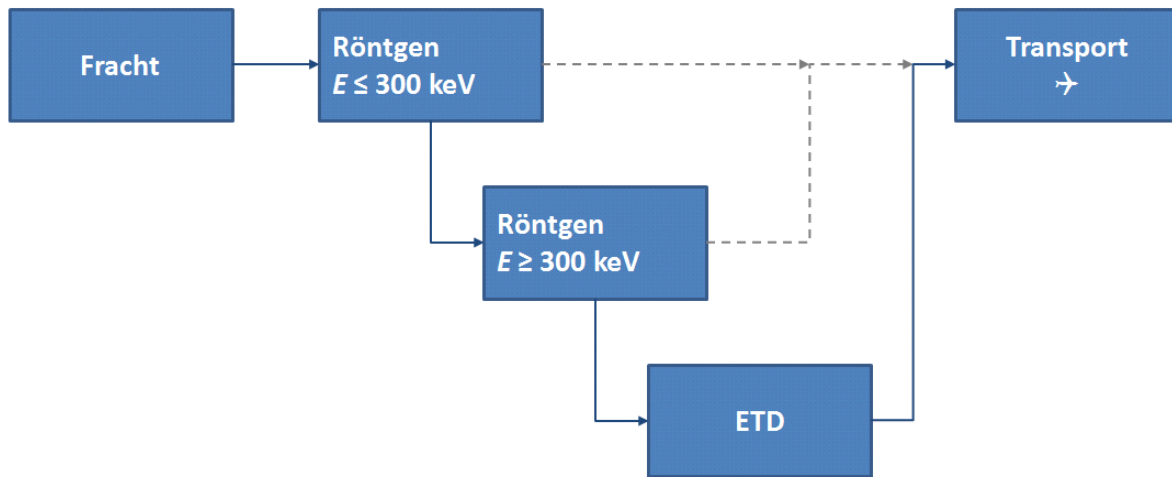 Fracht
Röntgen
E ≤ 300 keV
Transport
✈
Röntgen
E ≥ 300 keV
ETD